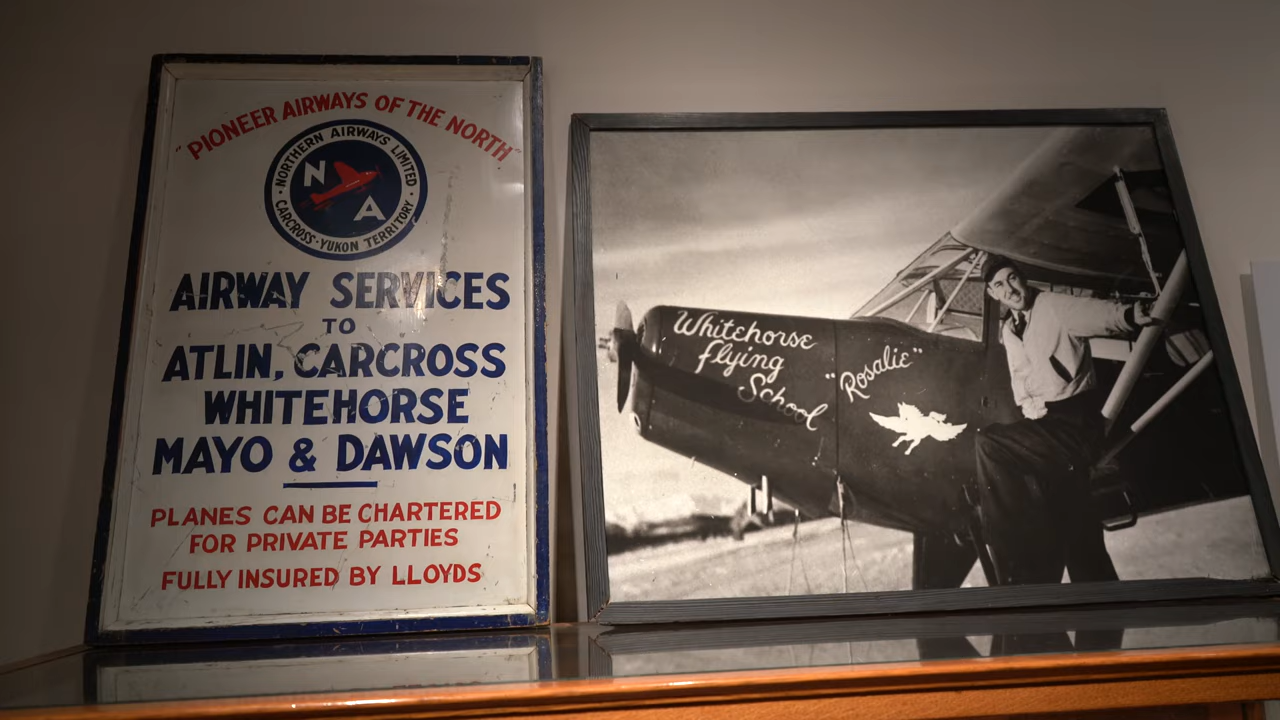 "PIONEER AIRWAYS OF THE NORTH"
· NORTHERN AIRWAYS LIMITED ·
N
A
CARCROSS-YUKON TERRITORY
AIRWAY SERVICES
TO
ATLIN, CARCROSS
WHITEHORSE
MAYO & DAWSON
PLANES CAN BE CHARTERED
FOR PRIVATE PARTIES
FULLY INSURED BY LLOYDS
Whitehorse
flying
School
"Rosalie"